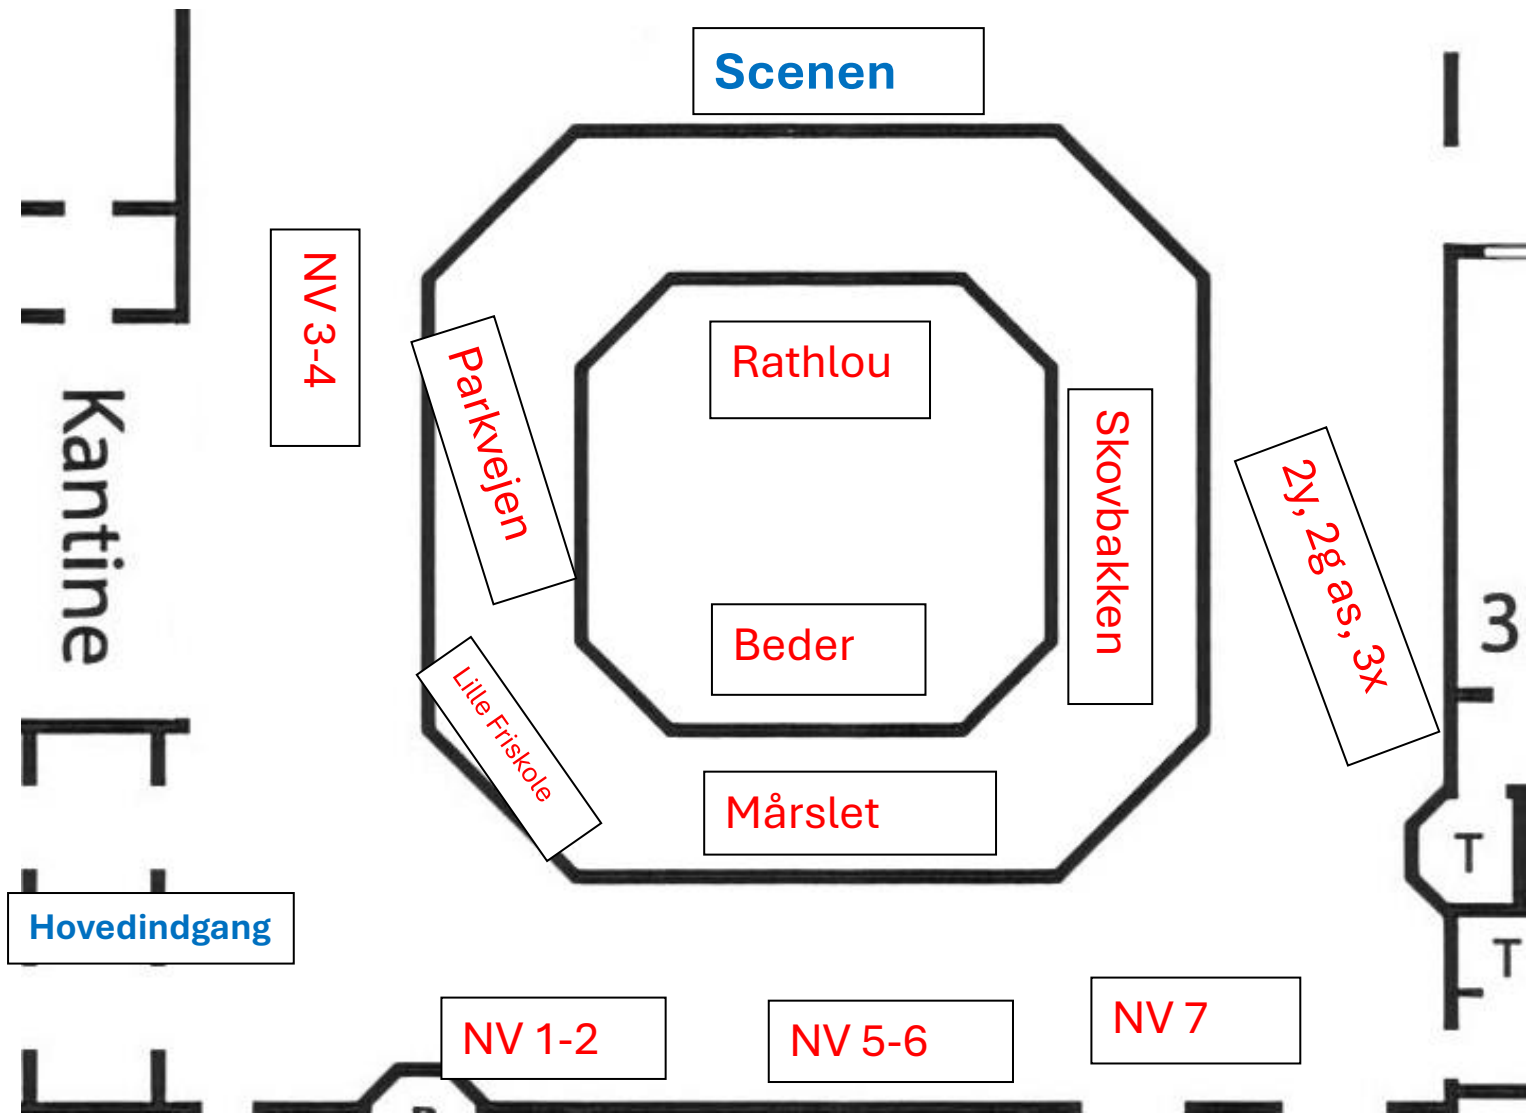 Scenen
NV 3-4
Parkvejen
Rathlou
Skovbakken
2y, 2g as, 3x
Kantine
3
Beder
Lille Friskole
Mårslet
T
Hovedindgang
T
NV 1-2
NV 5-6
NV 7